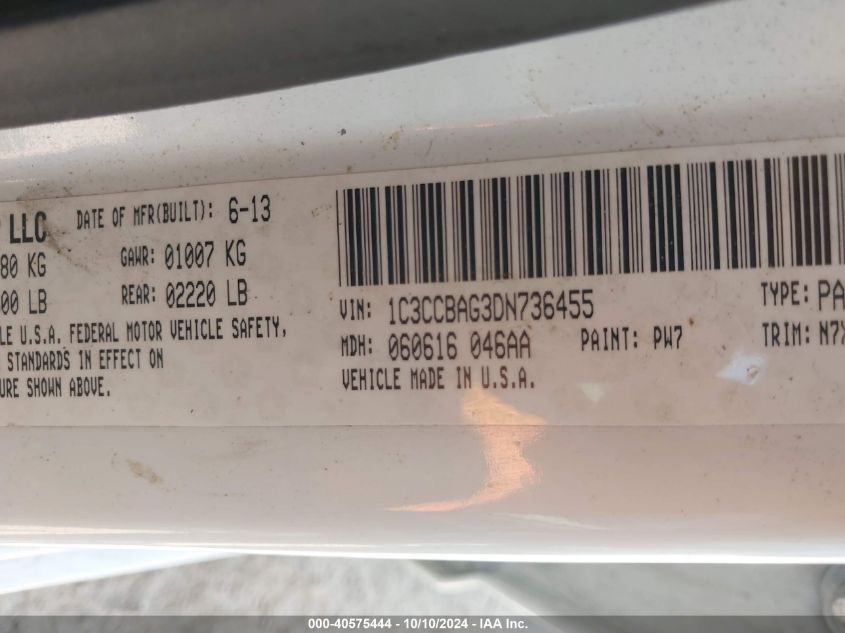 LLC DATE OF MFR(BUILT): 6-13
80 KG GAWR: 01007 KG
00 LB REAR: 02220 LB
LE U.S.A. FEDERAL MOTOR VEHICLE SAFETY,
STANDARDS IN EFFECT ON
URE SHOWN ABOVE.
VIN: 1C3CCBAG3DN736455 TYPE: PA
MDH: 060616 046AA PAINT: PW7 TRIM: N7X
VEHICLE MADE IN U.S.A.
000-40575444 - 10/10/2024 - IAA Inc.